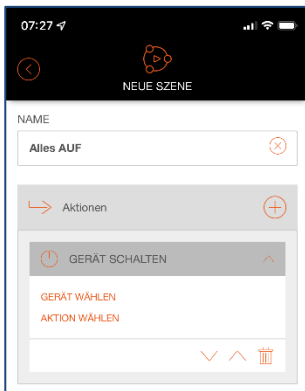 07:27
NEUE SZENE
NAME
Alles AUF
Aktionen
GERÄT SCHALTEN
GERÄT WÄHLEN
AKTION WÄHLEN